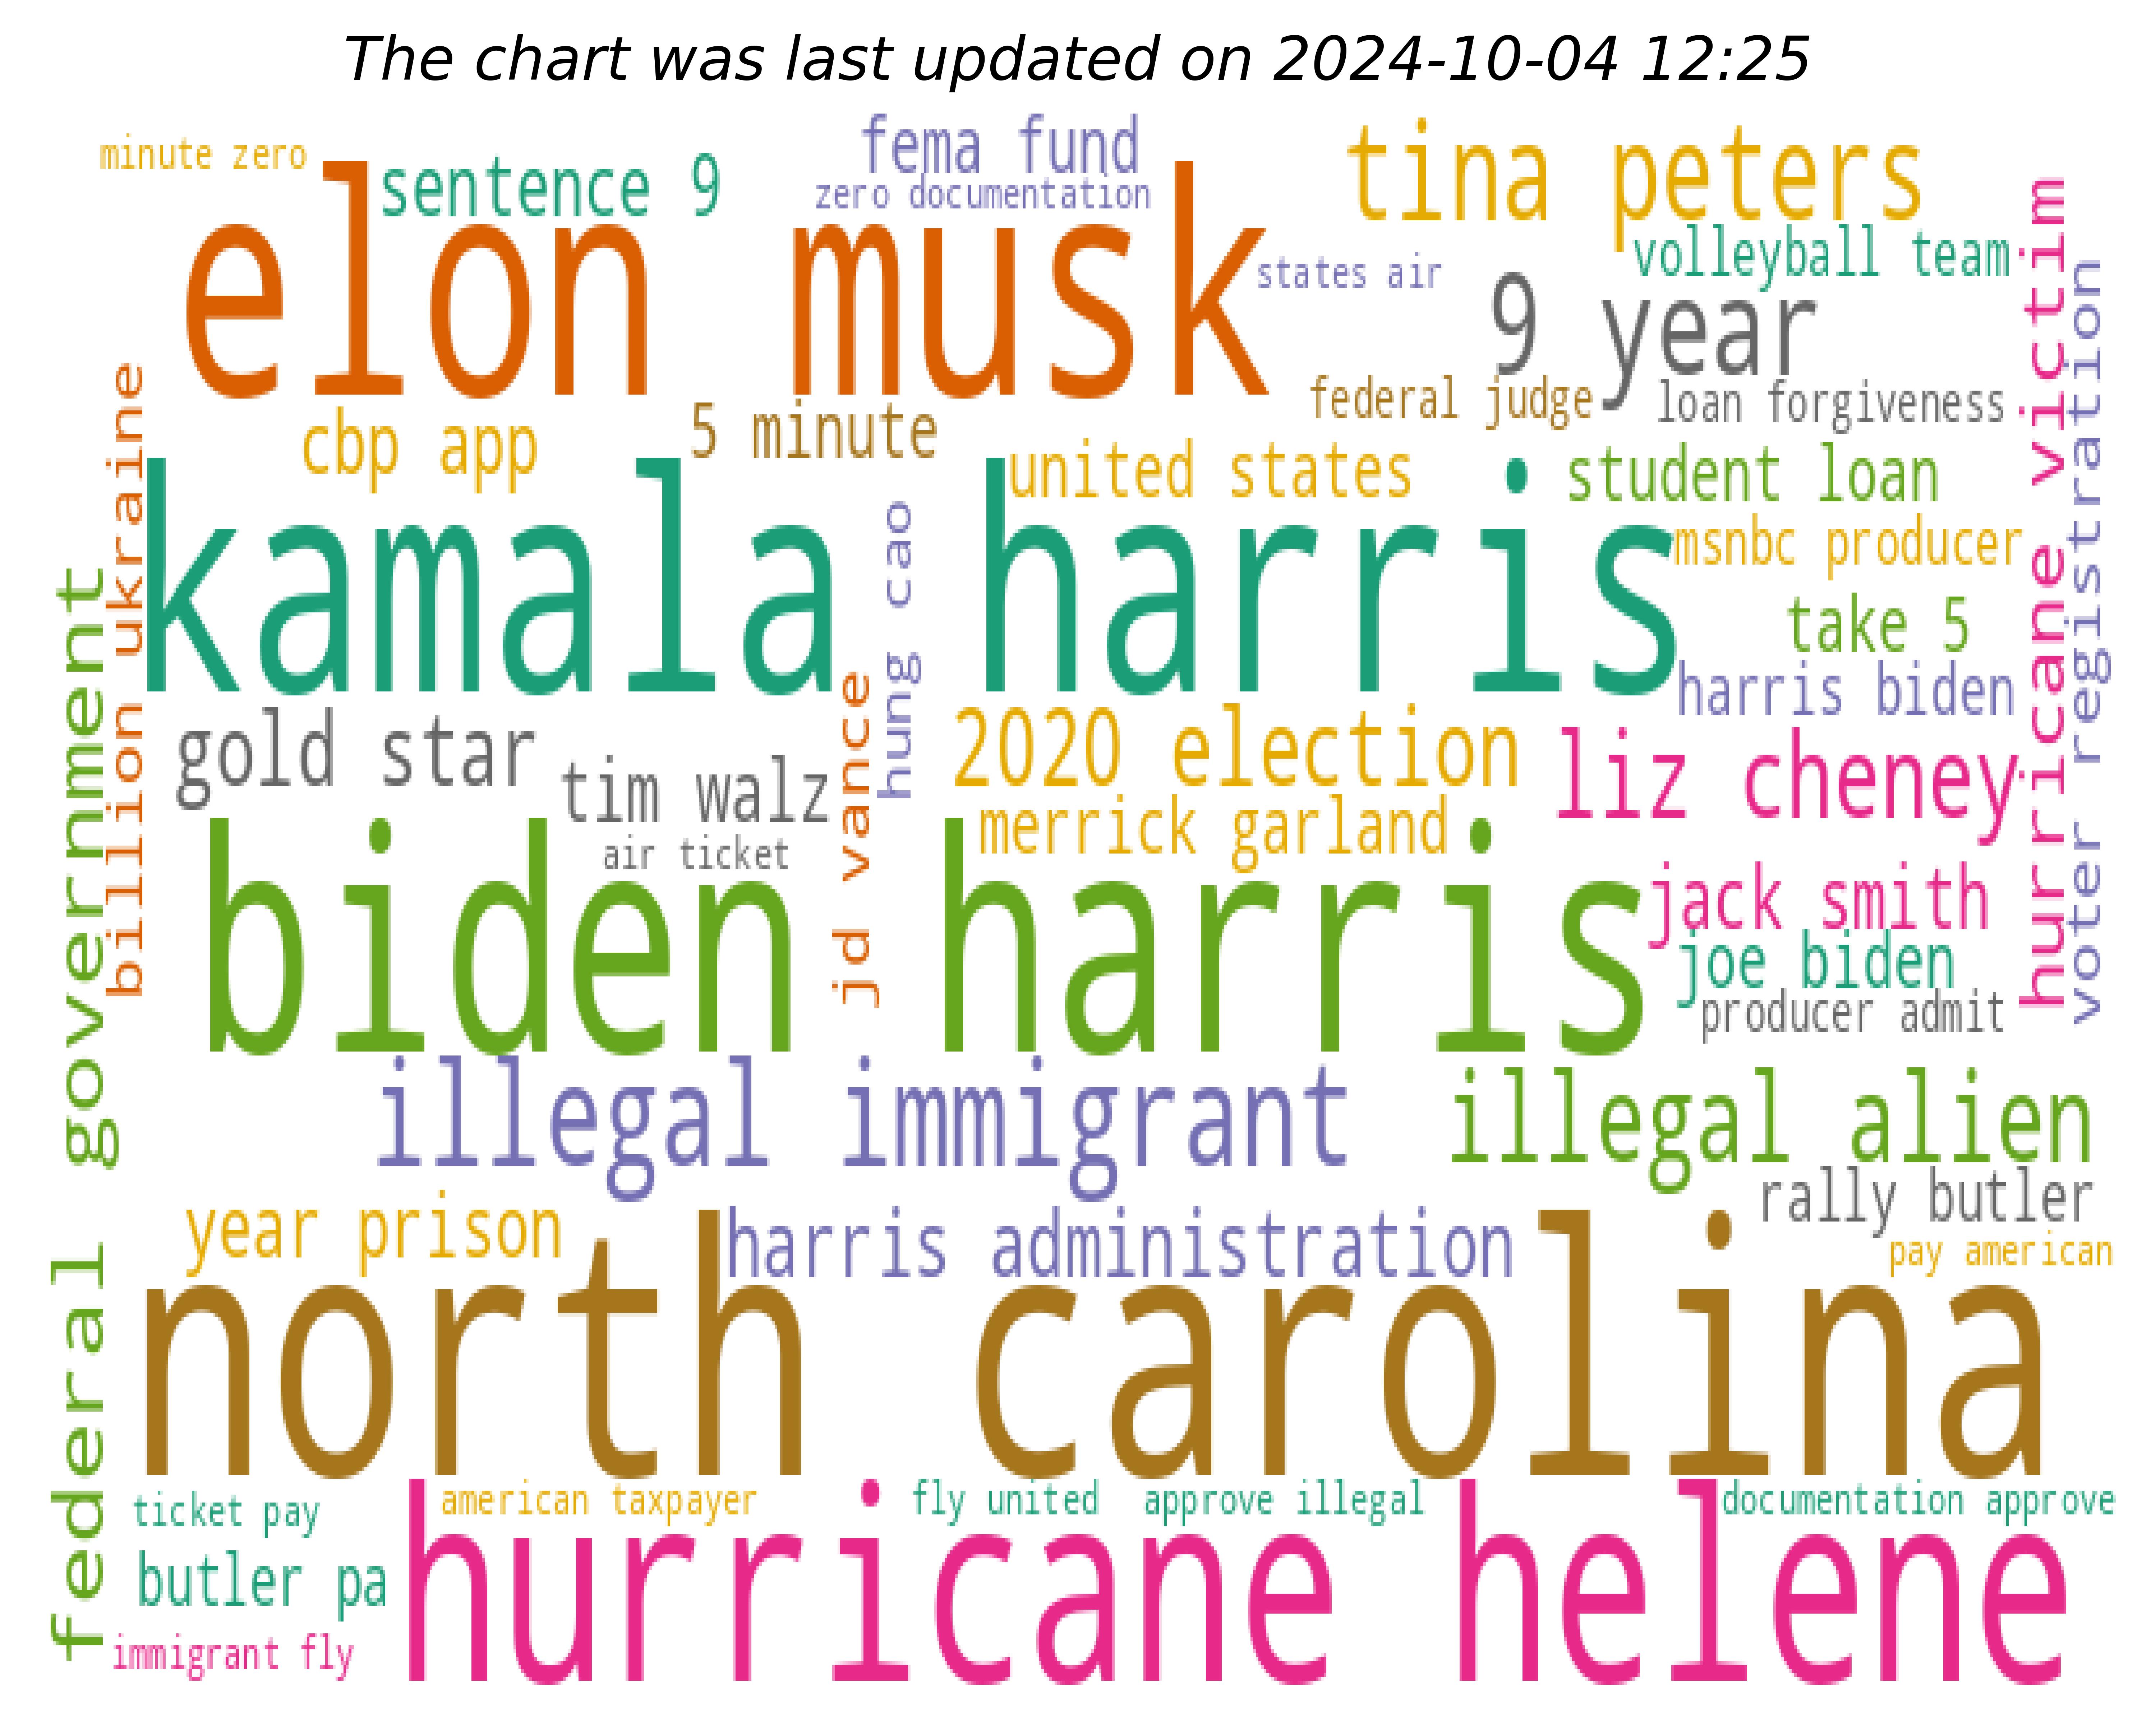 The chart was last updated on 2024-10-04 12:25
minute zero
sentence 9
fema fund
zero documentation
tina peters
elon musk
states air
volleyball team
9 year
hurricane victim
voter registration
federal judge
loan forgiveness
cbp app
5 minute
billion ukraine
united states
student loan
kamala harris
hung cao
msnbc producer
take 5
harris biden
federal government
gold star
tim walz
jd vance
2020 election
liz cheney
merrick garland
air ticket
biden harris
jack smith
joe biden
producer admit
illegal immigrant
illegal alien
rally butler
year prison
harris administration
pay american
north carolina
ticket pay
american taxpayer
fly united
approve illegal
documentation approve
hurricane helene
butler pa
immigrant fly